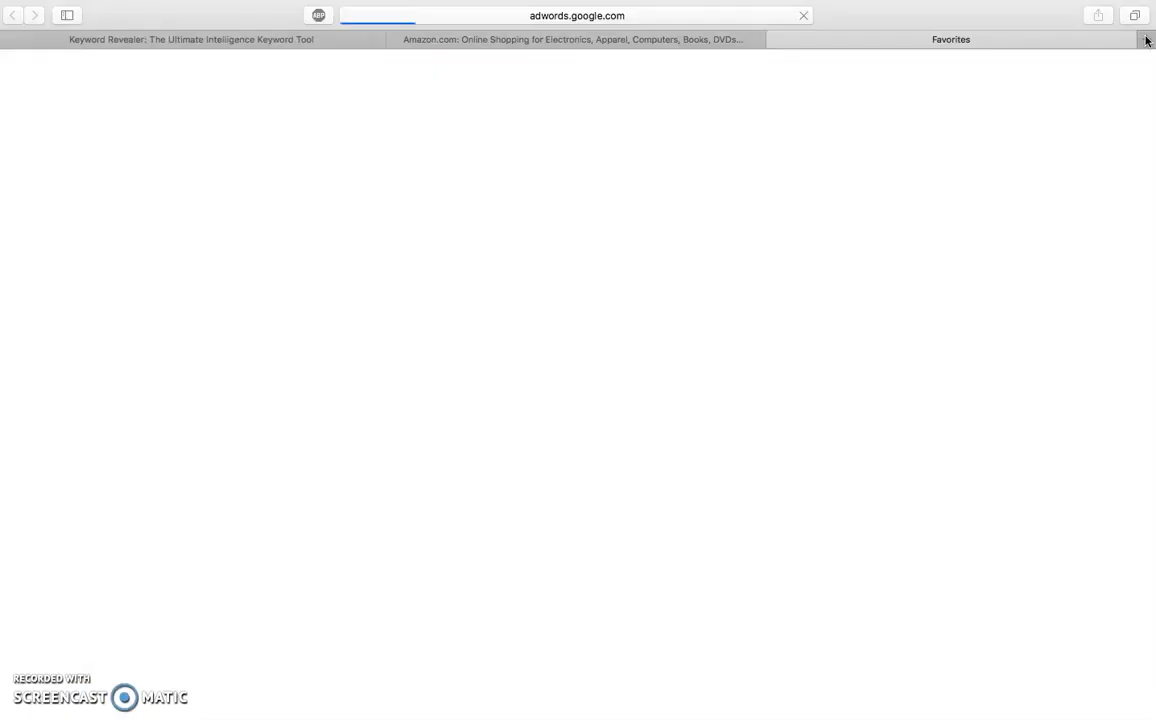 ABP
adwords.google.com
Keyword Revealer: The Ultimate Intelligence Keyword Tool
Amazon.com: Online Shopping for Electronics, Apparel, Computers, Books, DVDs...
Favorites
RECORDED WITH
SCREENCAST MATIC